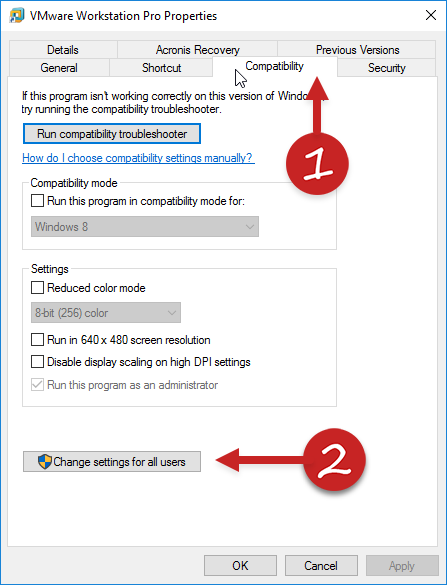 VMware Workstation Pro Properties
Details Acronis Recovery Previous Versions
General Shortcut Compatibility Security
If this program isn't working correctly on this version of Windows,
try running the compatibility troubleshooter.
Run compatibility troubleshooter
How do I choose compatibility settings manually?
1
Compatibility mode
Run this program in compatibility mode for:
Windows 8
Settings
Reduced color mode
8-bit (256) color
Run in 640 x 480 screen resolution
Disable display scaling on high DPI settings
Run this program as an administrator
Change settings for all users
2
OK Cancel Apply